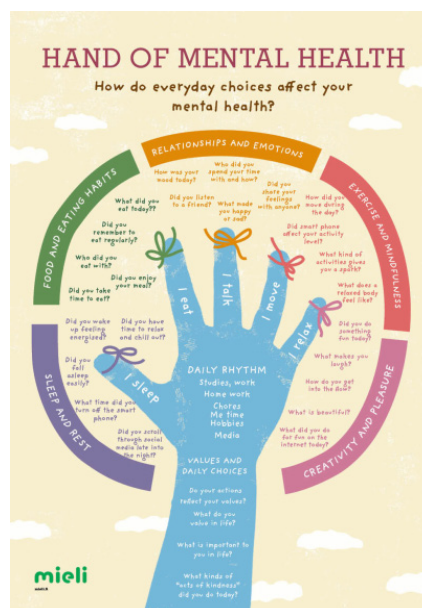 HAND OF MENTAL HEALTH
How do everyday choices affect your
mental health?
RELATIONSHIPS AND EMOTIONS
How was your
mood today?
Who did you
spend your time
with and how?
Did you listen
to a friend?
What made you
happy or sad?
Did you
share your
feelings
with anyone?
FOOD AND EATING HABITS
What did you
eat today??
Did you
remember to
eat regularly?
Who did you
eat with?
Did you enjoy
your meal?
Did you take
time to eat?
EXERCISE AND MINDFULNESS
How did you
move during
the day?
Did smart phone
affect your activity
level?
What kind of
activities gives
you a spark?
What does a
relaxed body
feel like?
SLEEP AND REST
Did you wake
up feeling
energized?
Did you have
time to relax
and chill out?
Did you
fell
asleep
easily?
What time did you
turn off the smart
phone?
Did you scroll
through social
media late into
the night?
CREATIVITY AND PLEASURE
Did you do
something
fun today?
What makes you
laugh?
How do you get
into the flow?
What is beautiful?
What did you do
for fun on the
internet today?
I sleep
I eat
I talk
I move
I relax
DAILY RHYTHM
Studies, work
Home work
Chores
Me time
Hobbies
Media
VALUES AND
DAILY CHOICES
Do your actions
reflect your values?
What do you
value in life?
What is important to
you in life?
What kinds of
"acts of kindness"
did you do today?
mieli